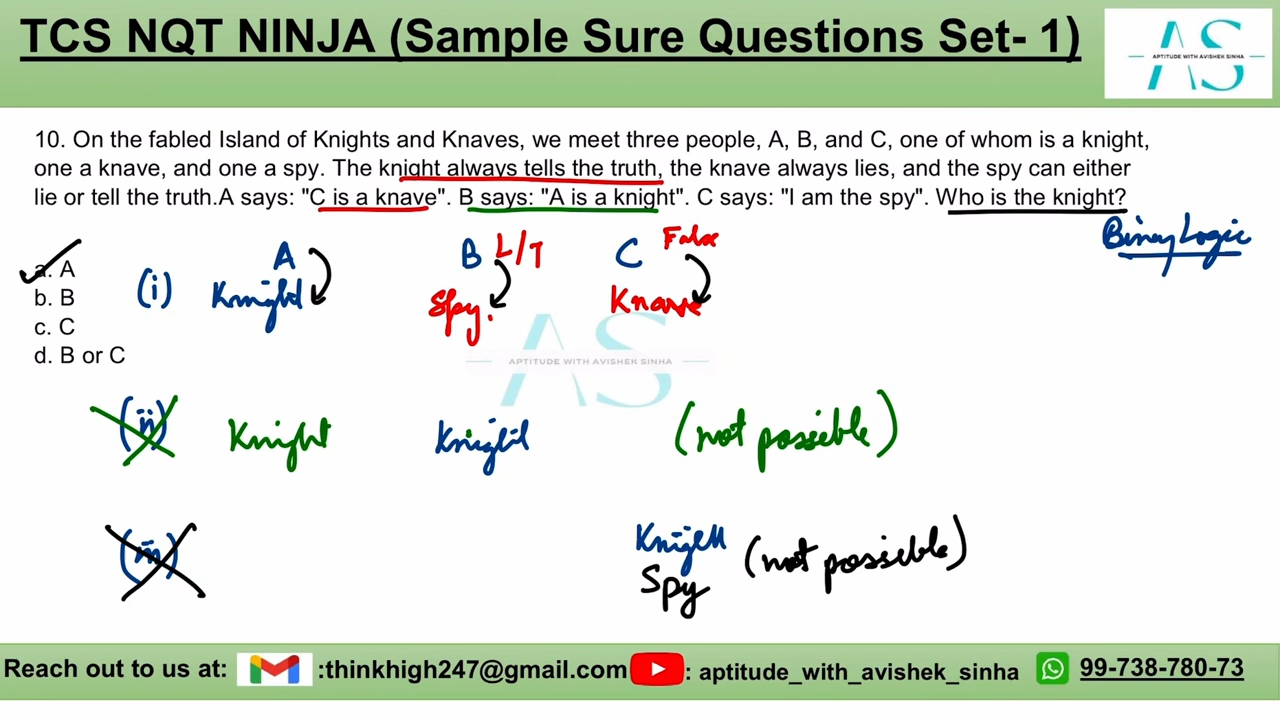 TCS NQT NINJA (Sample Sure Questions Set- 1)
AS
APTITUDE WITH AVISHEK SINHA
10. On the fabled Island of Knights and Knaves, we meet three people, A, B, and C, one of whom is a knight,
one a knave, and one a spy. The knight always tells the truth, the knave always lies, and the spy can either
lie or tell the truth.A says: "C is a knave". B says: "A is a knight". C says: "I am the spy". Who is the knight?
Binary Logic
a. A
b. B
c. C
d. B or C
A B L/T C False
(i) Knight Spy. Knave
AS
APTITUDE WITH AVISHEK SINHA
(ii) Knight Knight (not possible)
(iii) Knight (not possible)
Spy
Reach out to us at: :thinkhigh247@gmail.com : aptitude_with_avishek_sinha 99-738-780-73